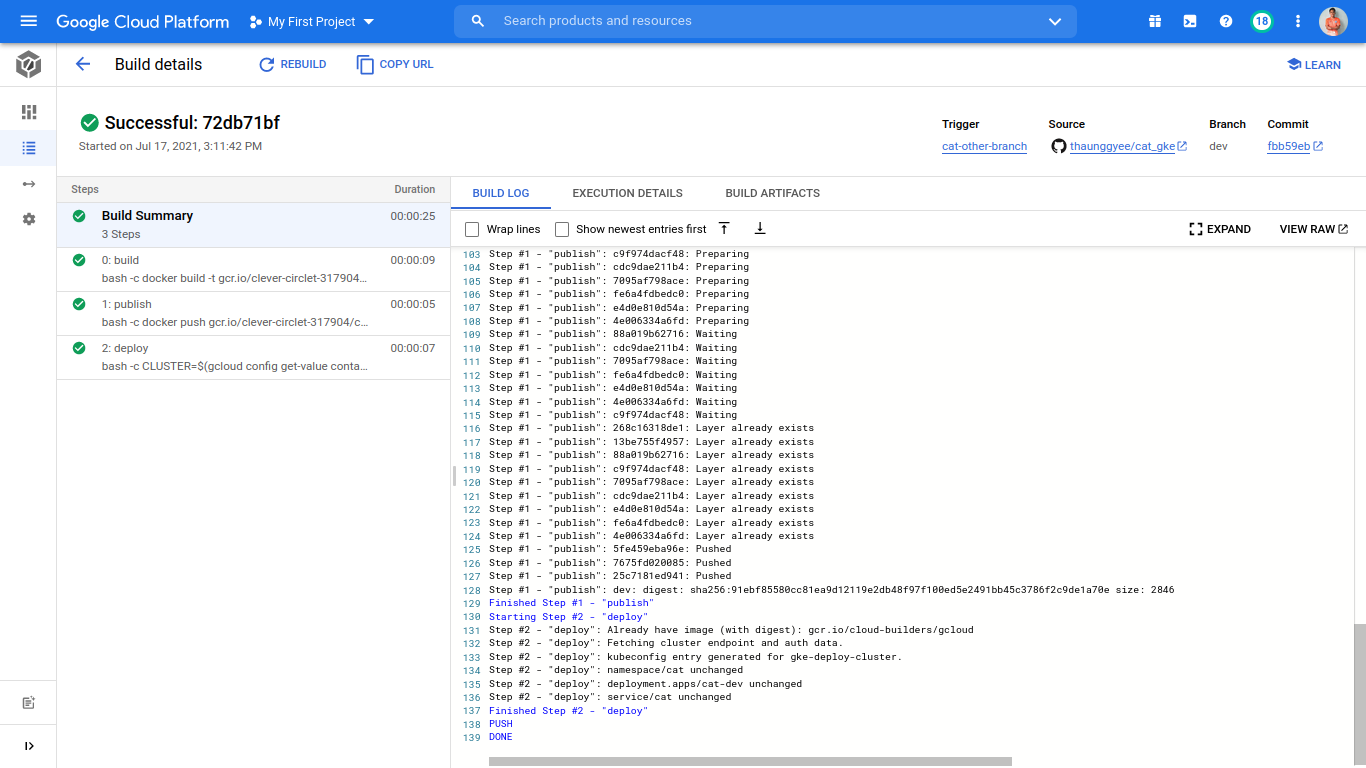 Google Cloud Platform
My First Project
Search products and resources
18
Build details
REBUILD
COPY URL
LEARN
Successful: 72db71bf
Started on Jul 17, 2021, 3:11:42 PM
Trigger
cat-other-branch
Source
thaunggyee/cat_gke
Branch
dev
Commit
fbb59eb
Steps Duration
Build Summary 00:00:25
3 Steps
0: build 00:00:09
bash -c docker build -t gcr.io/clever-circlet-317904...
1: publish 00:00:05
bash -c docker push gcr.io/clever-circlet-317904/c...
2: deploy 00:00:07
bash -c CLUSTER=$(gcloud config get-value conta...
BUILD LOG EXECUTION DETAILS BUILD ARTIFACTS
Wrap lines Show newest entries first EXPAND VIEW RAW
103 Step #1 - "publish": c9f974dacf48: Preparing
104 Step #1 - "publish": cdc9dae211b4: Preparing
105 Step #1 - "publish": 7095af798ace: Preparing
106 Step #1 - "publish": fe6a4fdbedc0: Preparing
107 Step #1 - "publish": e4d0e810d54a: Preparing
108 Step #1 - "publish": 4e006334a6fd: Preparing
109 Step #1 - "publish": 88a019b62716: Waiting
110 Step #1 - "publish": cdc9dae211b4: Waiting
111 Step #1 - "publish": 7095af798ace: Waiting
112 Step #1 - "publish": fe6a4fdbedc0: Waiting
113 Step #1 - "publish": e4d0e810d54a: Waiting
114 Step #1 - "publish": 4e006334a6fd: Waiting
115 Step #1 - "publish": c9f974dacf48: Waiting
116 Step #1 - "publish": 268c16318de1: Layer already exists
117 Step #1 - "publish": 13be755f4957: Layer already exists
118 Step #1 - "publish": 88a019b62716: Layer already exists
119 Step #1 - "publish": c9f974dacf48: Layer already exists
120 Step #1 - "publish": 7095af798ace: Layer already exists
121 Step #1 - "publish": cdc9dae211b4: Layer already exists
122 Step #1 - "publish": e4d0e810d54a: Layer already exists
123 Step #1 - "publish": fe6a4fdbedc0: Layer already exists
124 Step #1 - "publish": 4e006334a6fd: Layer already exists
125 Step #1 - "publish": 5fe459eba96e: Pushed
126 Step #1 - "publish": 7675fd020085: Pushed
127 Step #1 - "publish": 25c7181ed941: Pushed
128 Step #1 - "publish": dev: digest: sha256:91ebf85580cc81ea9d12119e2db48f97f100ed5e2491bb45c3786f2c9de1a70e size: 2846
129 Finished Step #1 - "publish"
130 Starting Step #2 - "deploy"
131 Step #2 - "deploy": Already have image (with digest): gcr.io/cloud-builders/gcloud
132 Step #2 - "deploy": Fetching cluster endpoint and auth data.
133 Step #2 - "deploy": kubeconfig entry generated for gke-deploy-cluster.
134 Step #2 - "deploy": namespace/cat unchanged
135 Step #2 - "deploy": deployment.apps/cat-dev unchanged
136 Step #2 - "deploy": service/cat unchanged
137 Finished Step #2 - "deploy"
138 PUSH
139 DONE